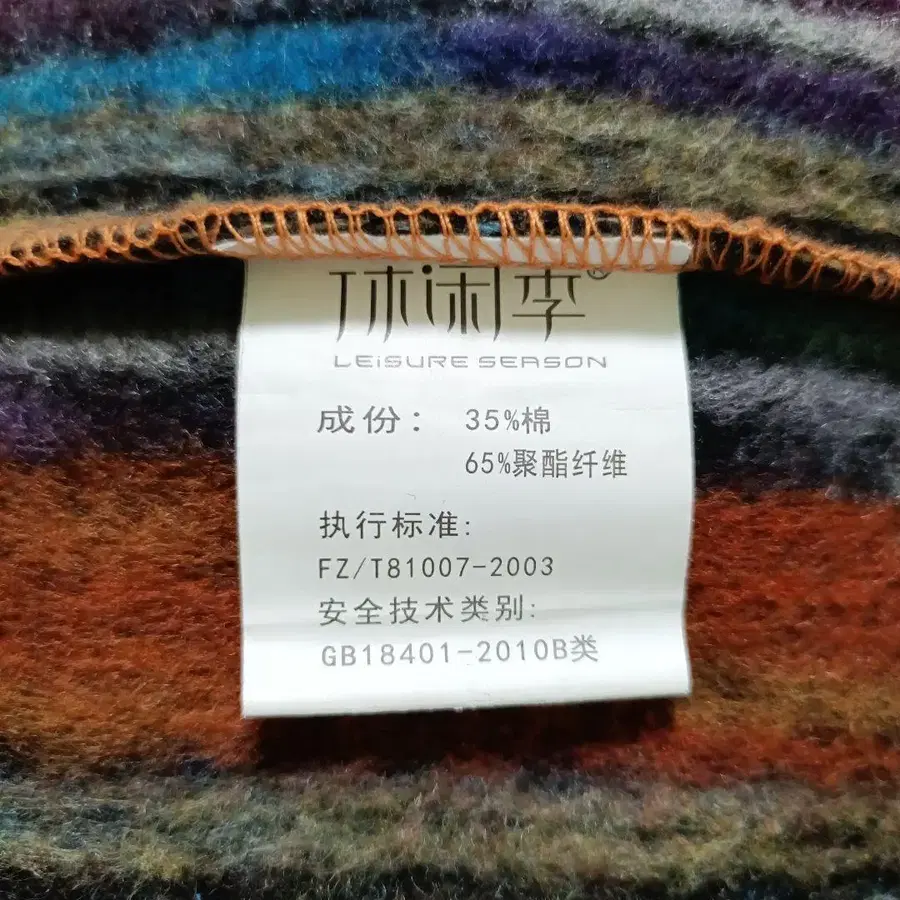 休闲季®
LEiSURE SEASON
成份: 35%棉
65%聚酯纤维
执行标准:
FZ/T81007-2003
安全技术类别:
GB18401-2010B类